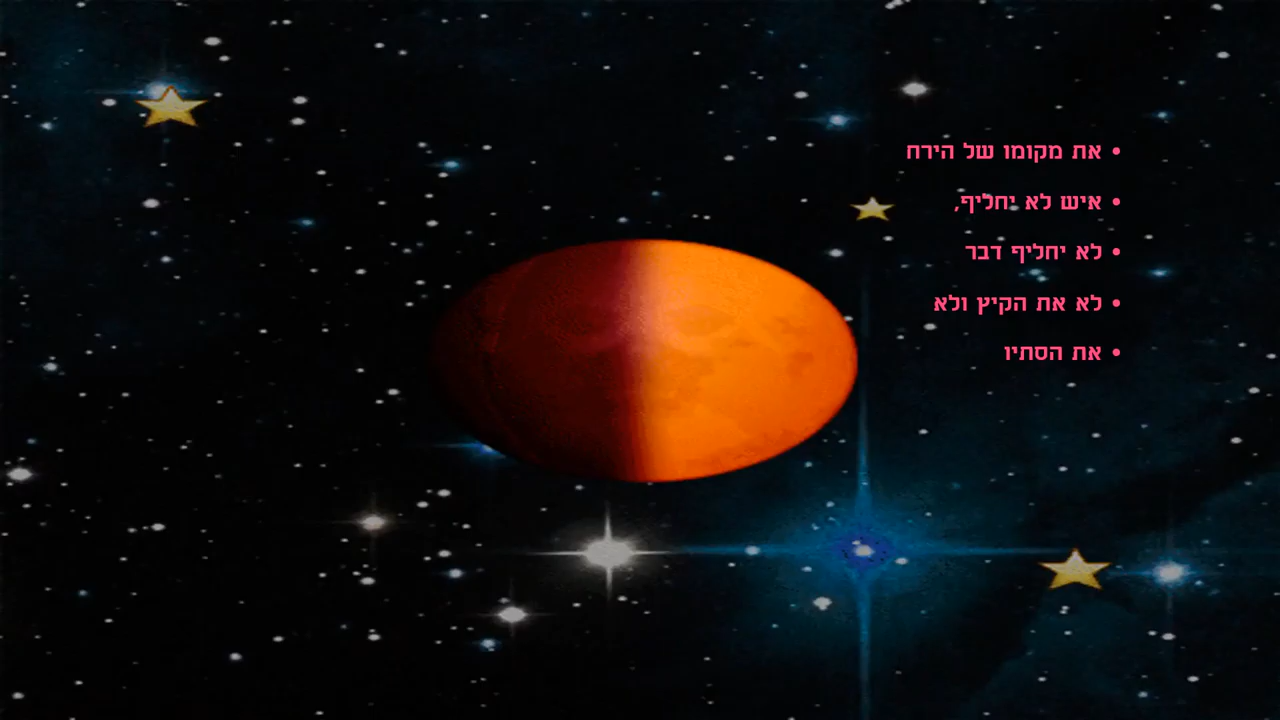 • את מקומו של הירח
• איש לא יחליף,
• לא יחליף דבר
• לא את הקיץ ולא
• את הסתיו